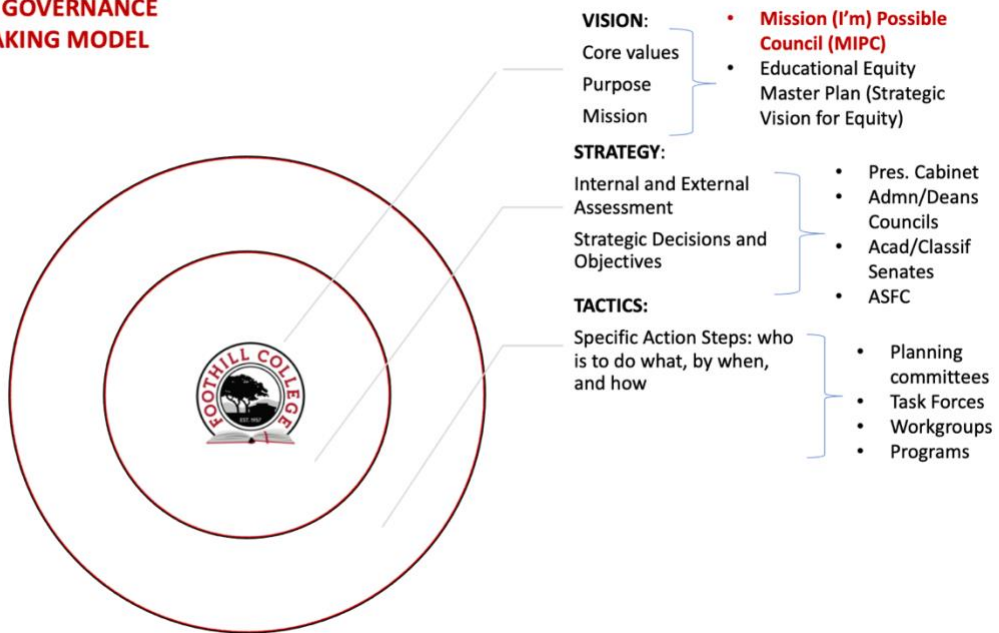 GOVERNANCE
AKING MODEL
FOOTHILL COLLEGE
EST. 1957
VISION:
Core values
Purpose
Mission
• Mission (I'm) Possible
Council (MIPC)
• Educational Equity
Master Plan (Strategic
Vision for Equity)
STRATEGY:
Internal and External
Assessment
Strategic Decisions and
Objectives
• Pres. Cabinet
• Admn/Deans
Councils
• Acad/Classif
Senates
• ASFC
TACTICS:
Specific Action Steps: who
is to do what, by when,
and how
• Planning
committees
• Task Forces
• Workgroups
• Programs